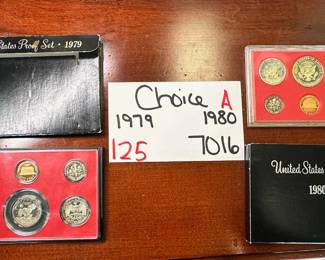 States Proof Set · 1979
Choice A
1979 1980
125 7016
United States
1980